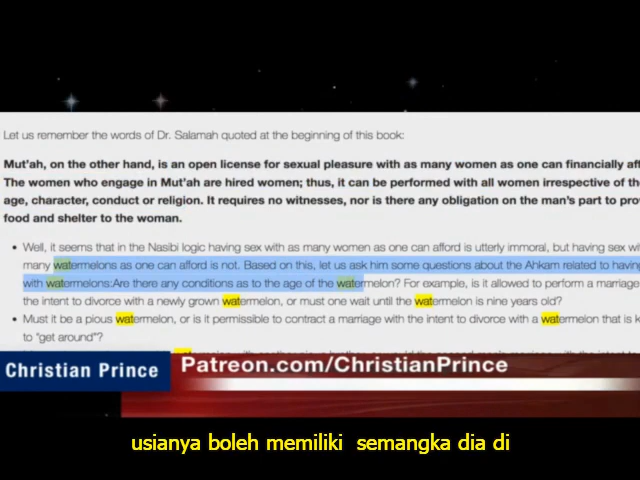 Let us remember the words of Dr. Salamah quoted at the beginning of this book:
Mut'ah, on the other hand, is an open license for sexual pleasure with as many women as one can financially aff
The women who engage in Mut'ah are hired women; thus, it can be performed with all women irrespective of the
age, character, conduct or religion. It requires no witnesses, nor is there any obligation on the man's part to pro
food and shelter to the woman.
• Well, it seems that in the Nasibi logic having sex with as many women as one can afford is utterly immoral, but having sex wi
many watermelons as one can afford is not. Based on this, let us ask him some questions about the Ahkam related to having
with watermelons:Are there any conditions as to the age of the watermelon? For example, is it allowed to perform a marriage
the intent to divorce with a newly grown watermelon, or must one wait until the watermelon is nine years old?
• Must it be a pious watermelon, or is it permissible to contract a marriage with the intent to divorce with a watermelon that is k
to "get around"?
Christian Prince
Patreon.com/ChristianPrince
usianya boleh memiliki semangka dia di